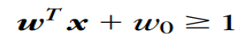 w^T x + w_0 ≥ 1